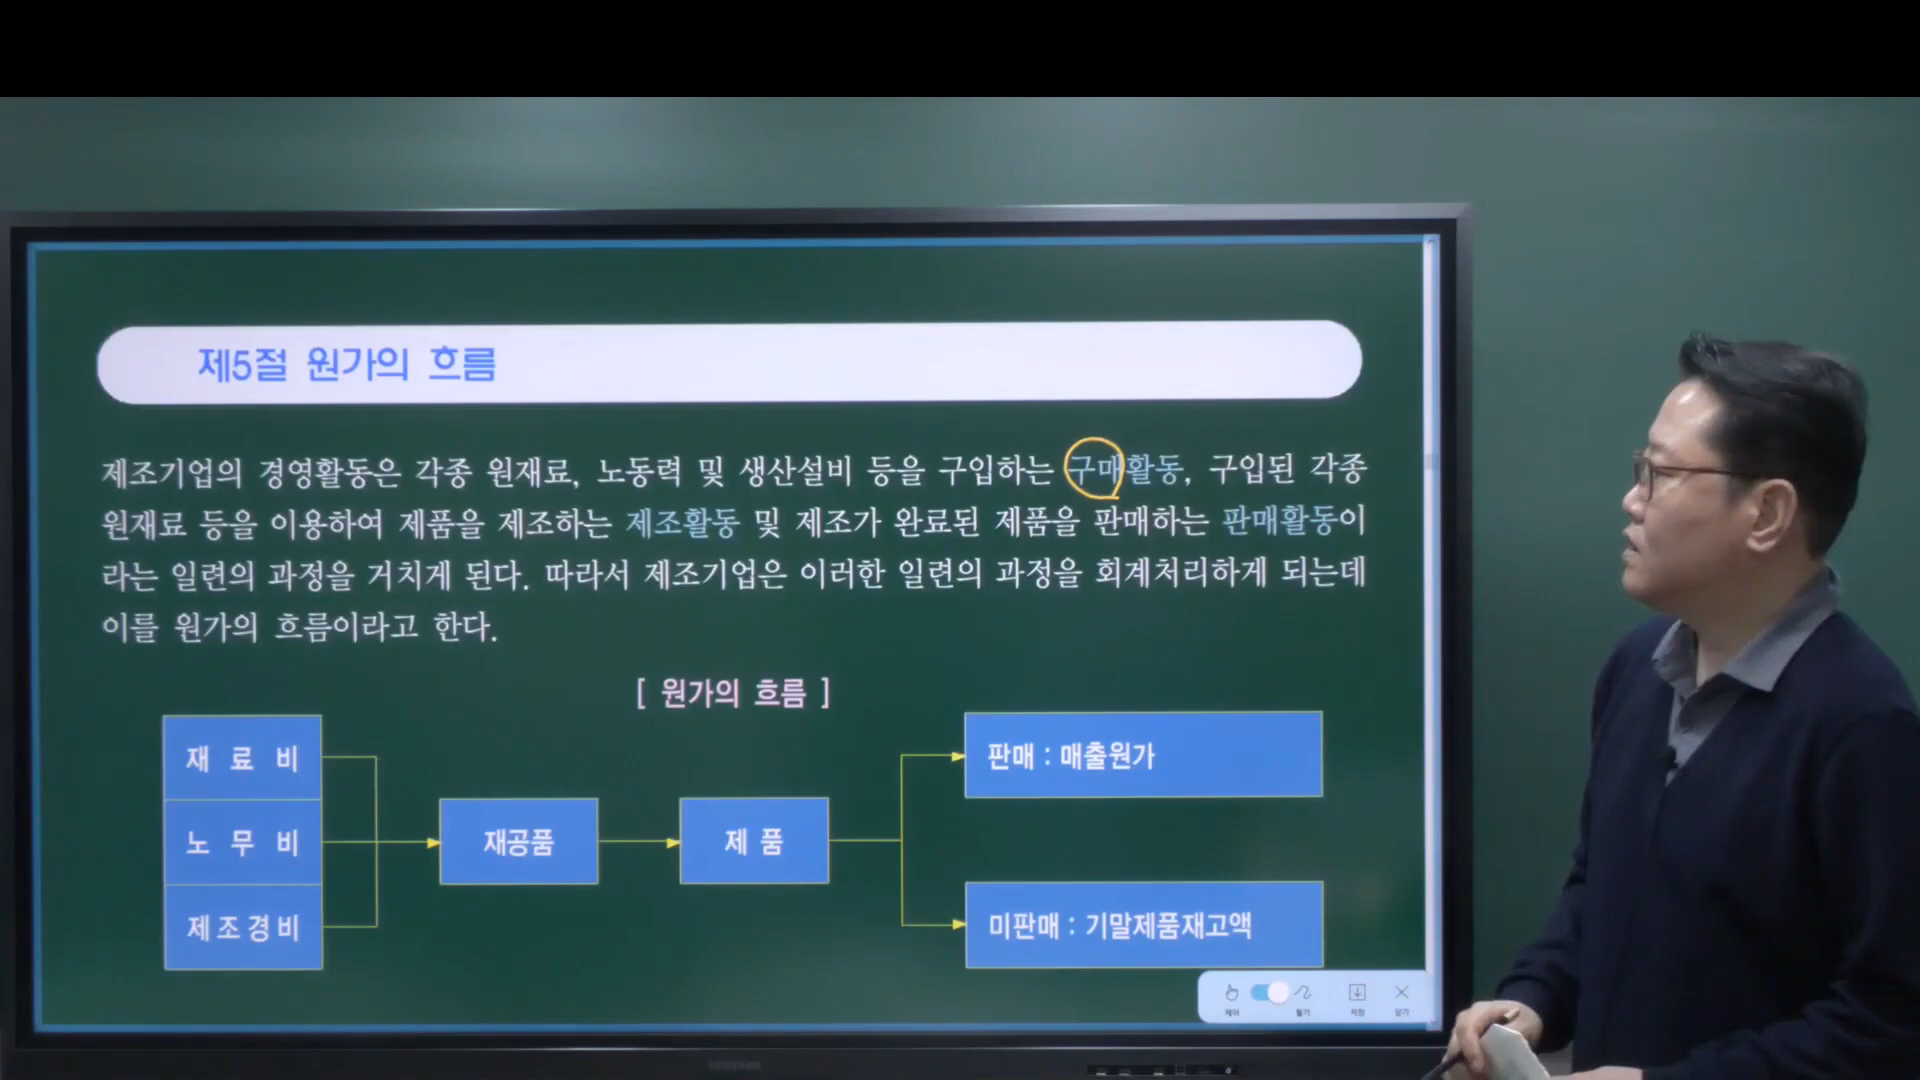 제5절 원가의 흐름
제조기업의 경영활동은 각종 원재료, 노동력 및 생산설비 등을 구입하는 구매활동, 구입된 각종
원재료 등을 이용하여 제품을 제조하는 제조활동 및 제조가 완료된 제품을 판매하는 판매활동이
라는 일련의 과정을 거치게 된다. 따라서 제조기업은 이러한 일련의 과정을 회계처리하게 되는데
이를 원가의 흐름이라고 한다.
[ 원가의 흐름 ]
재 료 비
노 무 비
제조경비
재공품
제 품
판매 : 매출원가
미판매 : 기말제품재고액
제어
필기
저장
닫기